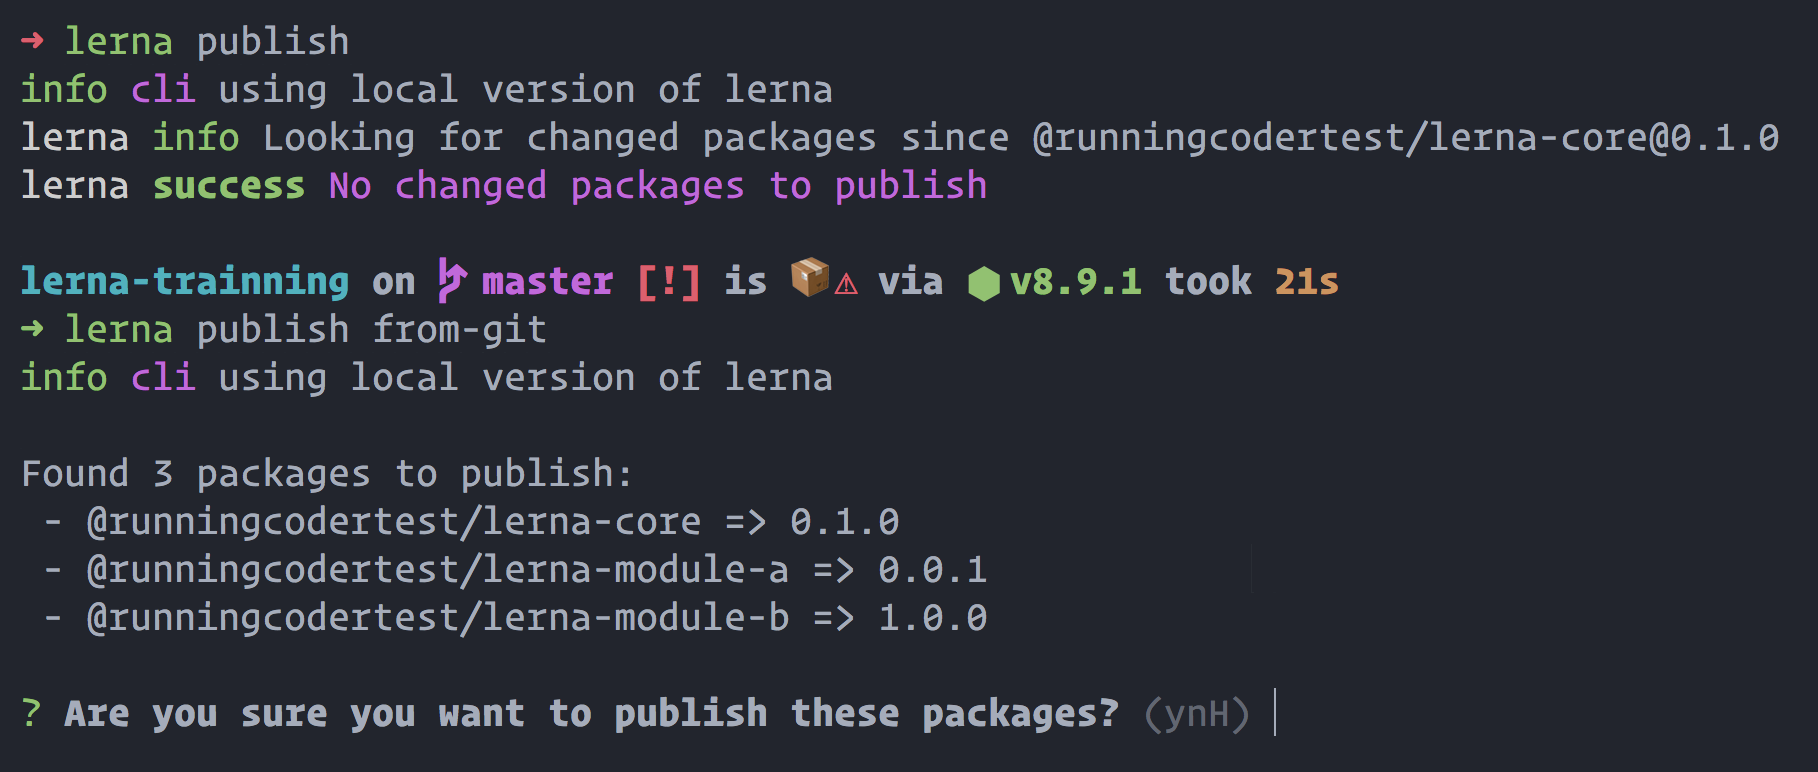 ➜ lerna publish
info cli using local version of lerna
lerna info Looking for changed packages since @runningcodertest/lerna-core@0.1.0
lerna success No changed packages to publish
lerna-trainning on master [!] is 📦⚠ via ⬢ v8.9.1 took 21s
➜ lerna publish from-git
info cli using local version of lerna
Found 3 packages to publish:
- @runningcodertest/lerna-core => 0.1.0
- @runningcodertest/lerna-module-a => 0.0.1
- @runningcodertest/lerna-module-b => 1.0.0
? Are you sure you want to publish these packages? (ynH)